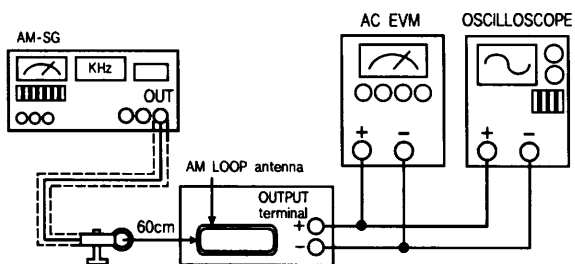 AM-SG
KHz
OUT
AC EVM
OSCILLOSCOPE
+ −
+ −
AM LOOP antenna
60cm
OUTPUT
terminal
+
−